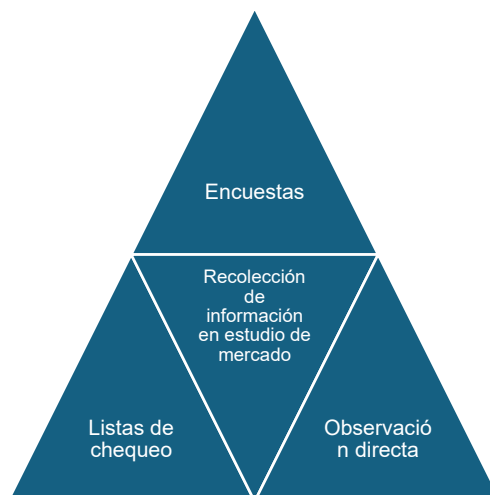 Encuestas
Recolección
de
información
en estudio de
mercado
Listas de
chequeo
Observació
n directa